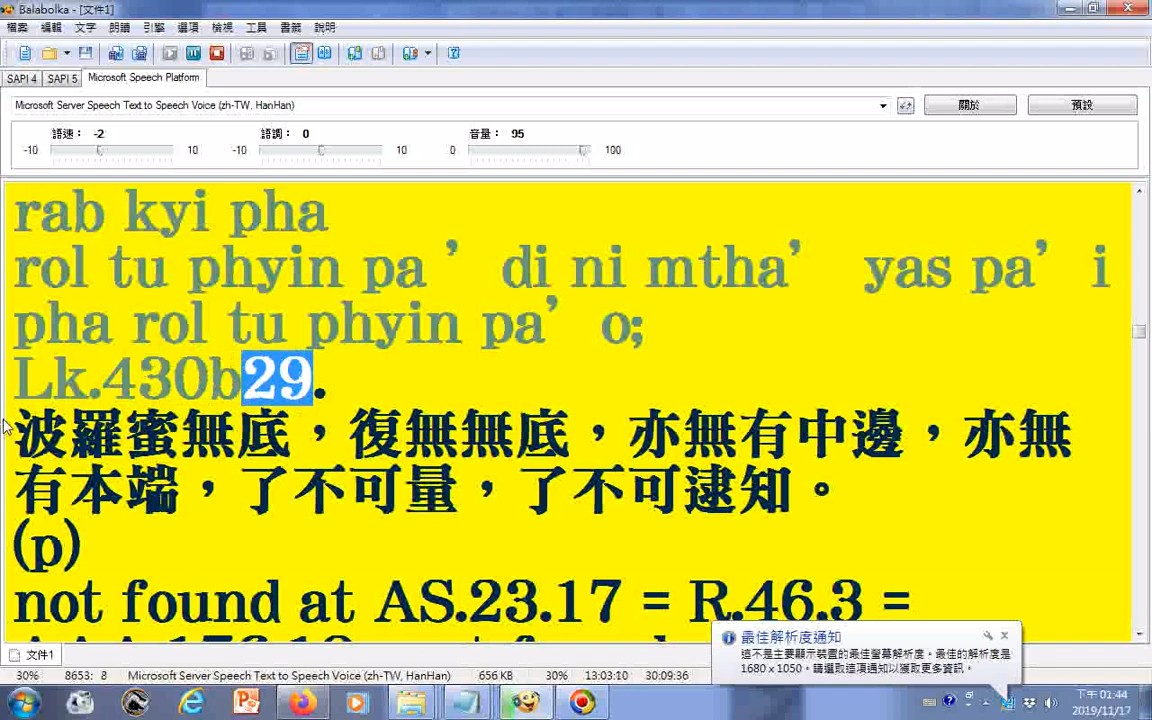 Balabolka - [文件1]
檔案 編輯 文字 朗讀 引擎 選項 檢視 工具 書籤 說明
SAPI 4 SAPI 5 Microsoft Speech Platform
Microsoft Server Speech Text to Speech Voice (zh-TW, HanHan) 關於 預設
語速： -2 語調： 0 音量： 95
-10 10 -10 10 0 100
rab kyi pha
rol tu phyin pa ’ di ni mtha’ yas pa’ i
pha rol tu phyin pa’ o;
Lk.430b29.
波羅蜜無底，復無無底，亦無有中邊，亦無
有本端，了不可量，了不可逮知。
(p)
not found at AS.23.17 = R.46.3 =
最佳解析度通知
這不是主要顯示裝置的最佳螢幕解析度。最佳的解析度是
1680 x 1050。請選取這項通知以獲取更多資訊。
文件1
30% 8653: 8 Microsoft Server Speech Text to Speech Voice (zh-TW, HanHan) 656 KB 30% 13:03:10 30:09:36
下午 01:44
2019/11/17